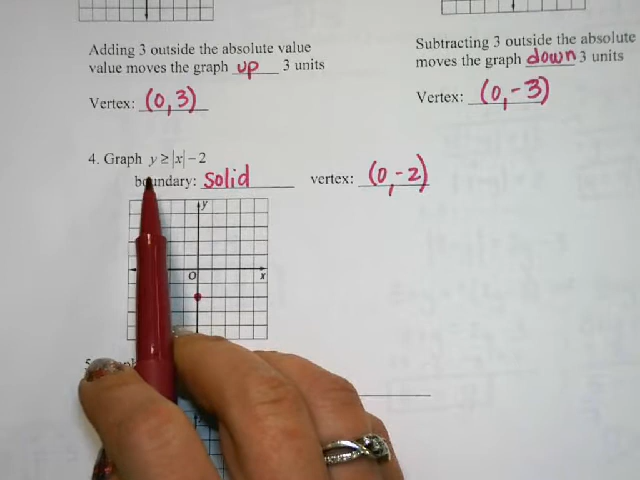 Adding 3 outside the absolute value
value moves the graph up 3 units
Vertex: (0, 3)
Subtracting 3 outside the absolute
moves the graph down 3 units
Vertex: (0, -3)
4. Graph y ≥ |x| - 2
boundary: solid
vertex: (0, -2)
y
O
x
5.